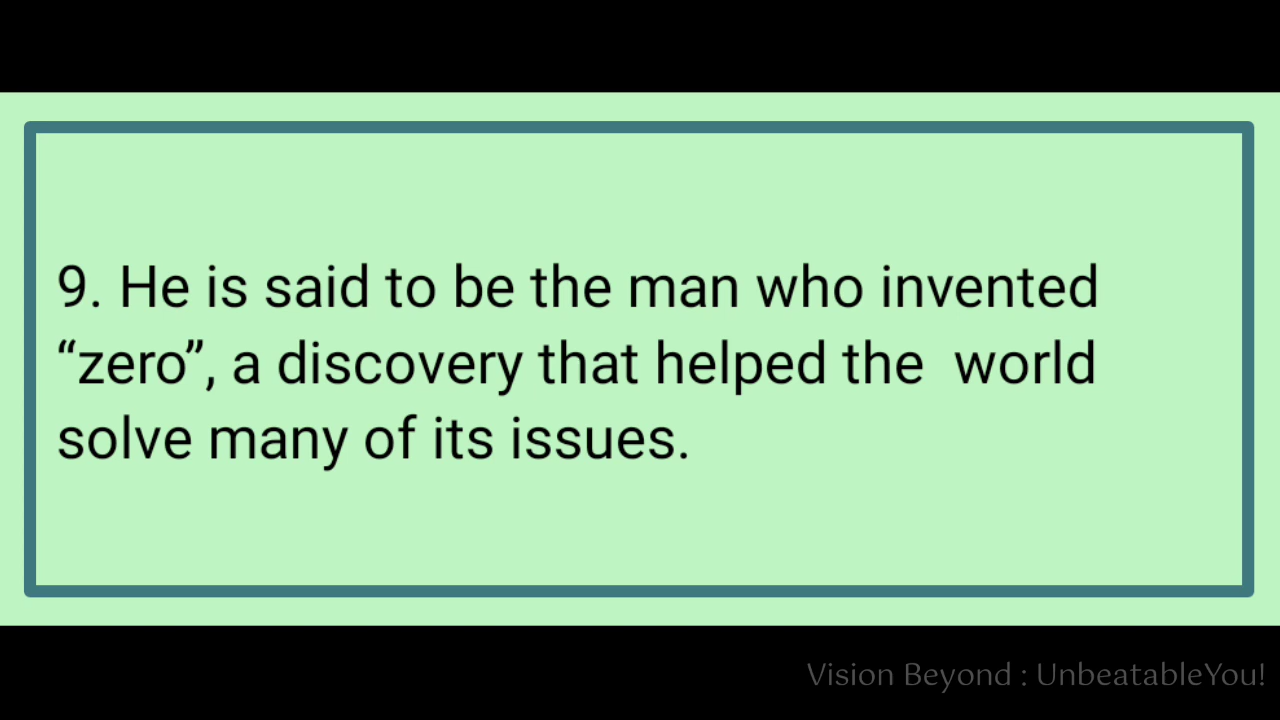 9. He is said to be the man who invented
“zero”, a discovery that helped the  world
solve many of its issues.
Vision Beyond : UnbeatableYou!